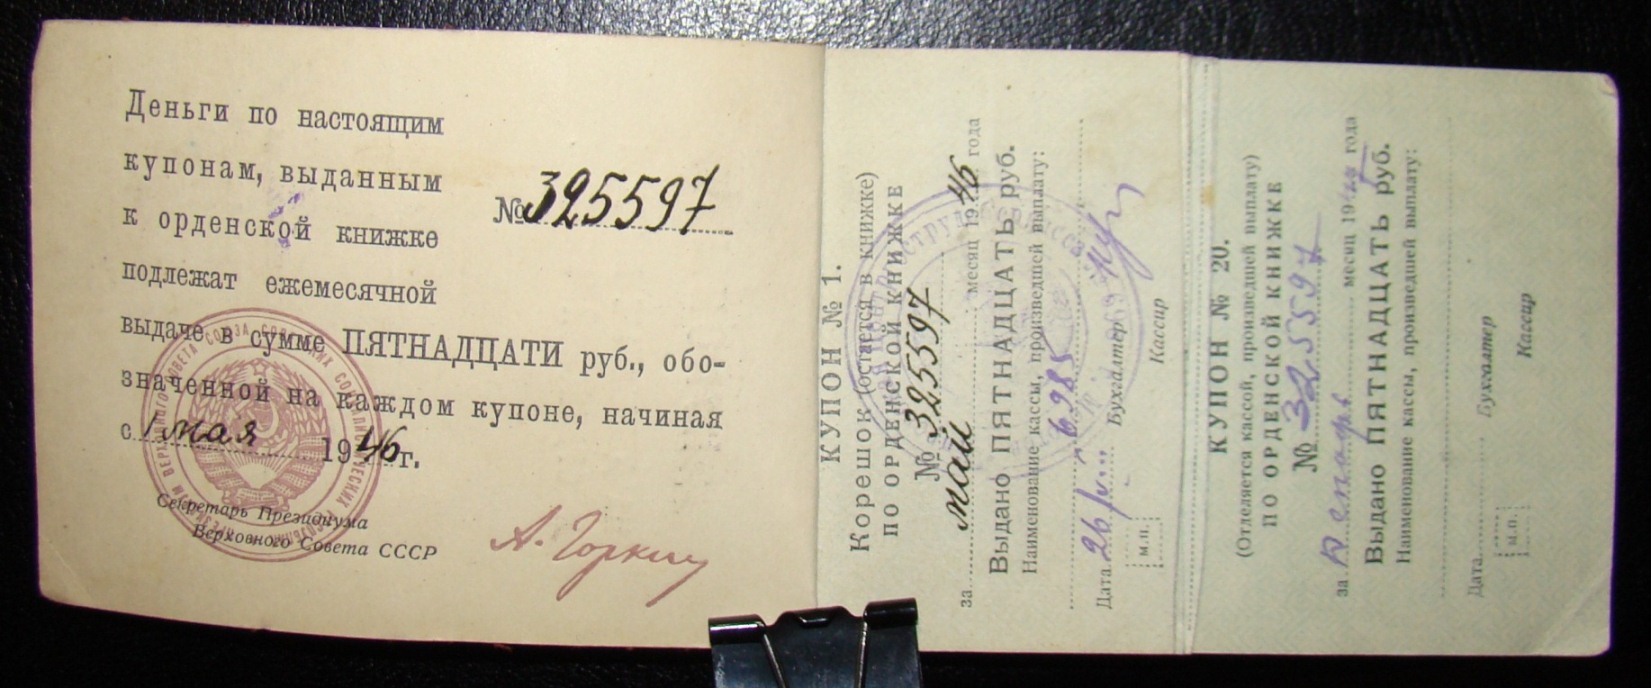 Деньги по настоящим
купонам, выданным
к орденской книжке
№ 325597
подлежат ежемесячной
выдаче в сумме ПЯТНАДЦАТИ руб., обо-
значенной на каждом купоне, начиная
с 1 мая 1946 г.
Секретарь Президиума
Верховного Совета СССР
А. Горкин
КУПОН № 1.
Корешок (остается в книжке)
ПО ОРДЕНСКОЙ КНИЖКЕ
№ 325597
за май месяц 1946 года
Выдано ПЯТНАДЦАТЬ руб.
Наименование кассы, произведшей выплату:
6985
Дата 26/V
Бухгалтер
м.п.
Кассир
КУПОН № 20.
(Отделяется кассой, произведшей выплату)
ПО ОРДЕНСКОЙ КНИЖКЕ
№ 325597
за месяц 19 года
Выдано ПЯТНАДЦАТЬ руб.
Наименование кассы, произведшей выплату:
Дата
Бухгалтер
м.п.
Кассир